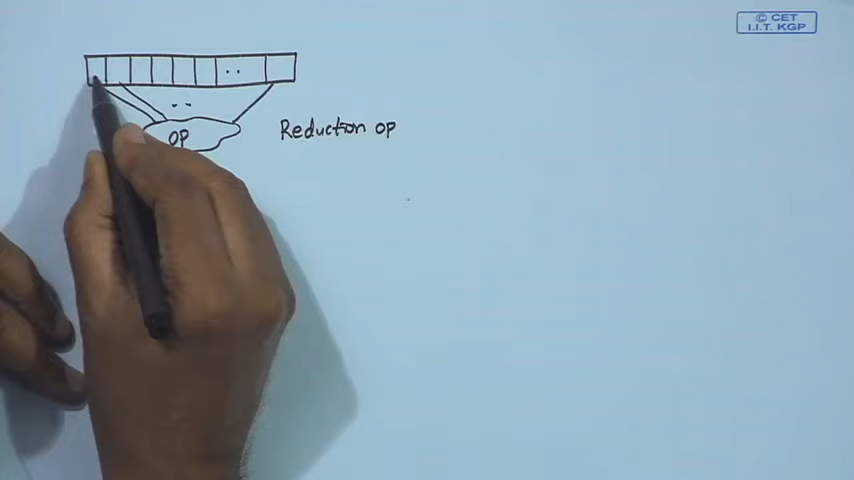 © CET
I.I.T. KGP
. .
. .
OP
Reduction op